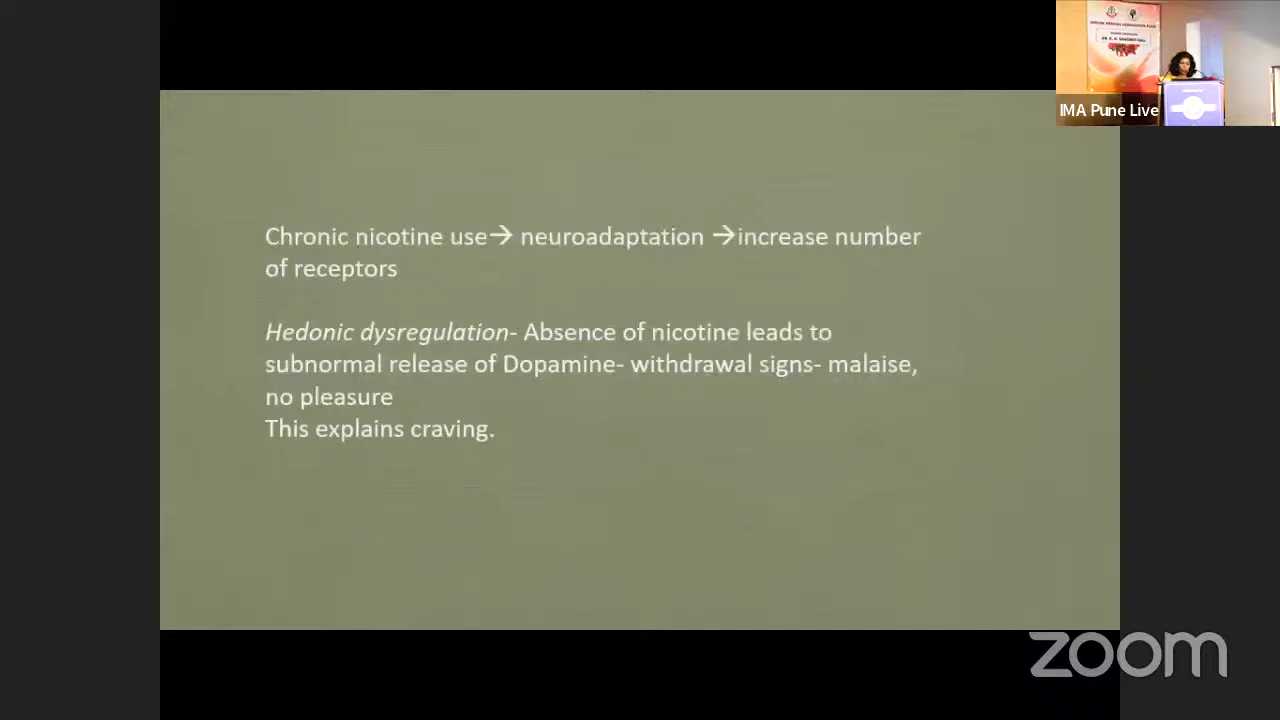 IMA Pune Live
Chronic nicotine use→ neuroadaptation →increase number
of receptors
Hedonic dysregulation- Absence of nicotine leads to
subnormal release of Dopamine- withdrawal signs- malaise,
no pleasure
This explains craving.
zoom